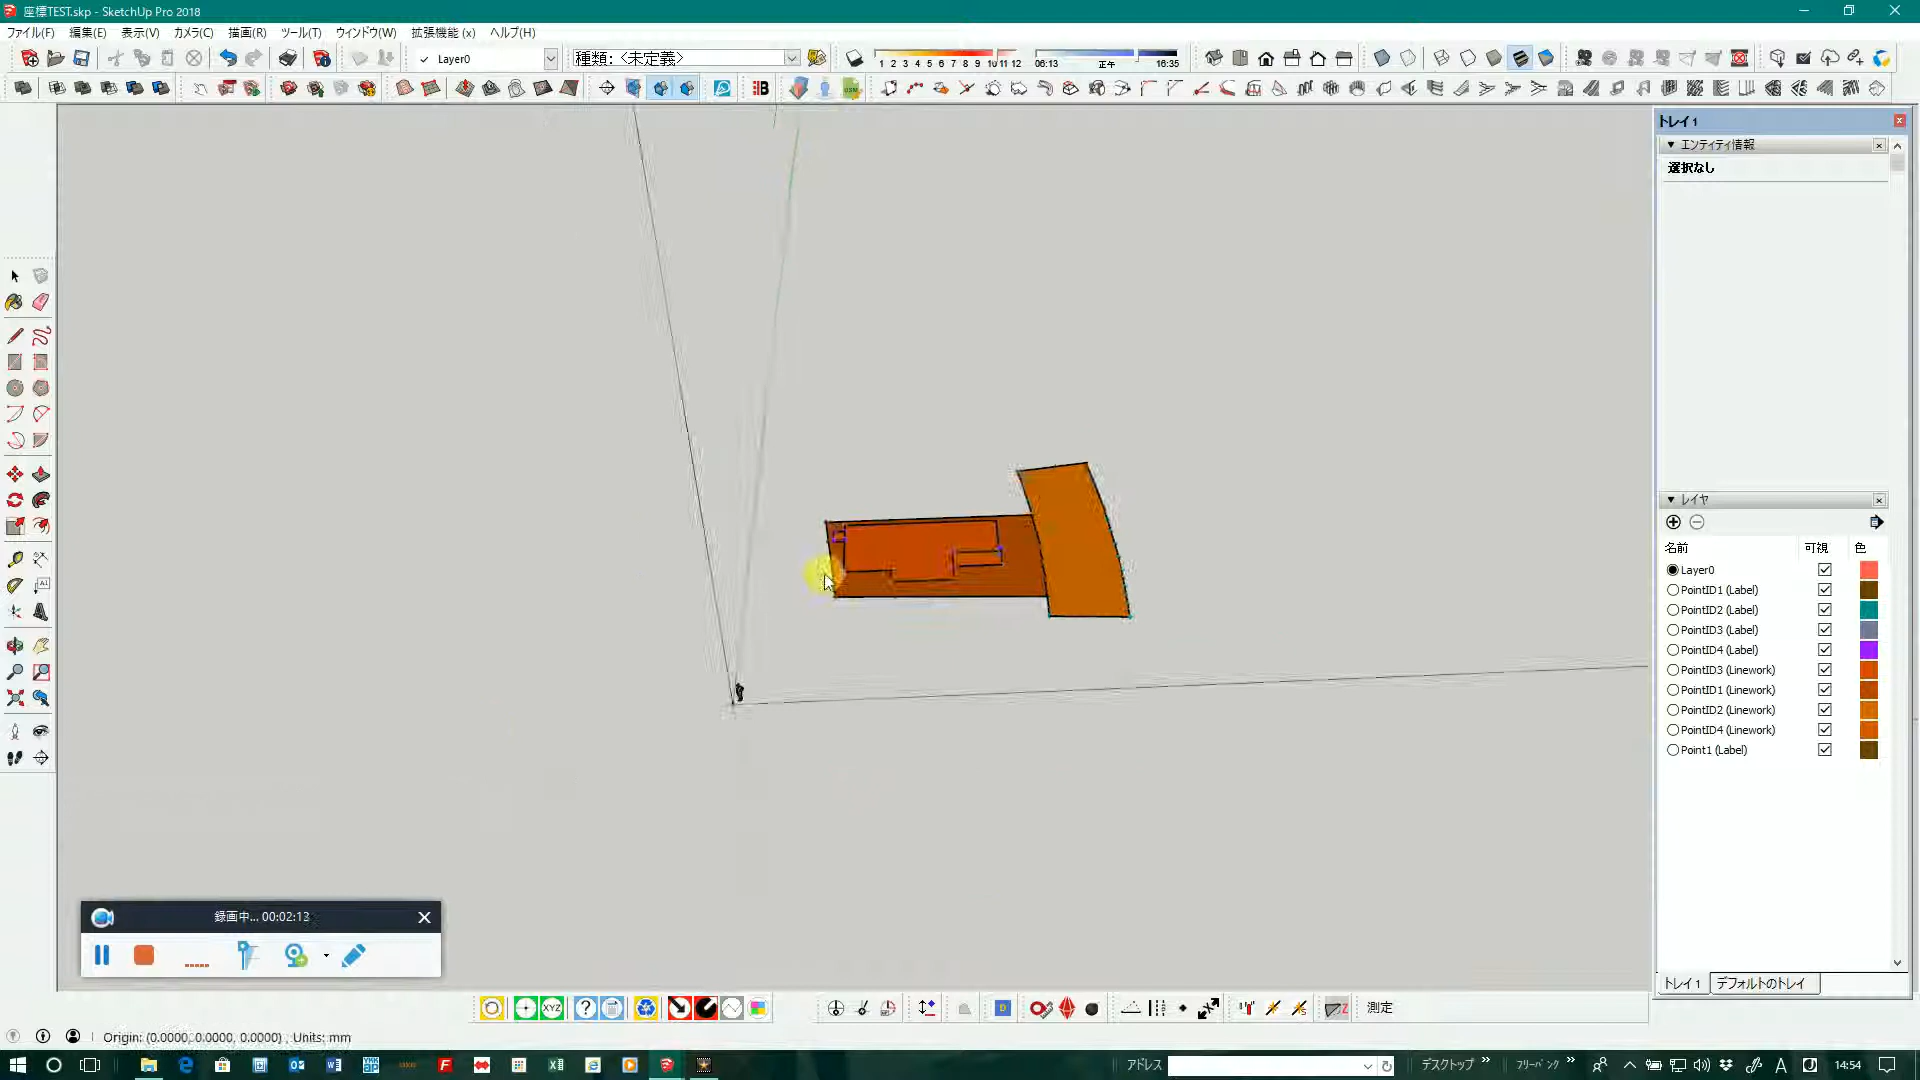 座標TEST.skp - SketchUp Pro 2018
ファイル(F) 編集(E) 表示(V) カメラ(C) 描画(R) ツール(T) ウィンドウ(W) 拡張機能 (x) ヘルプ(H)
Layer0
種類: <未定義>
1 2 3 4 5 6 7 8 9 10 11 12
06:13 正午 16:35
トレイ1
エンティティ情報
選択なし
レイヤ
名前 可視 色
Layer0
PointID1 (Label)
PointID2 (Label)
PointID3 (Label)
PointID4 (Label)
PointID3 (Linework)
PointID1 (Linework)
PointID2 (Linework)
PointID4 (Linework)
Point1 (Label)
録画中... 00:02:13
トレイ1 デフォルトのトレイ
XYZ
測定
Origin: (0.0000, 0.0000, 0.0000) , Units: mm
アドレス
デスクトップ
フリーバンク
A
14:54